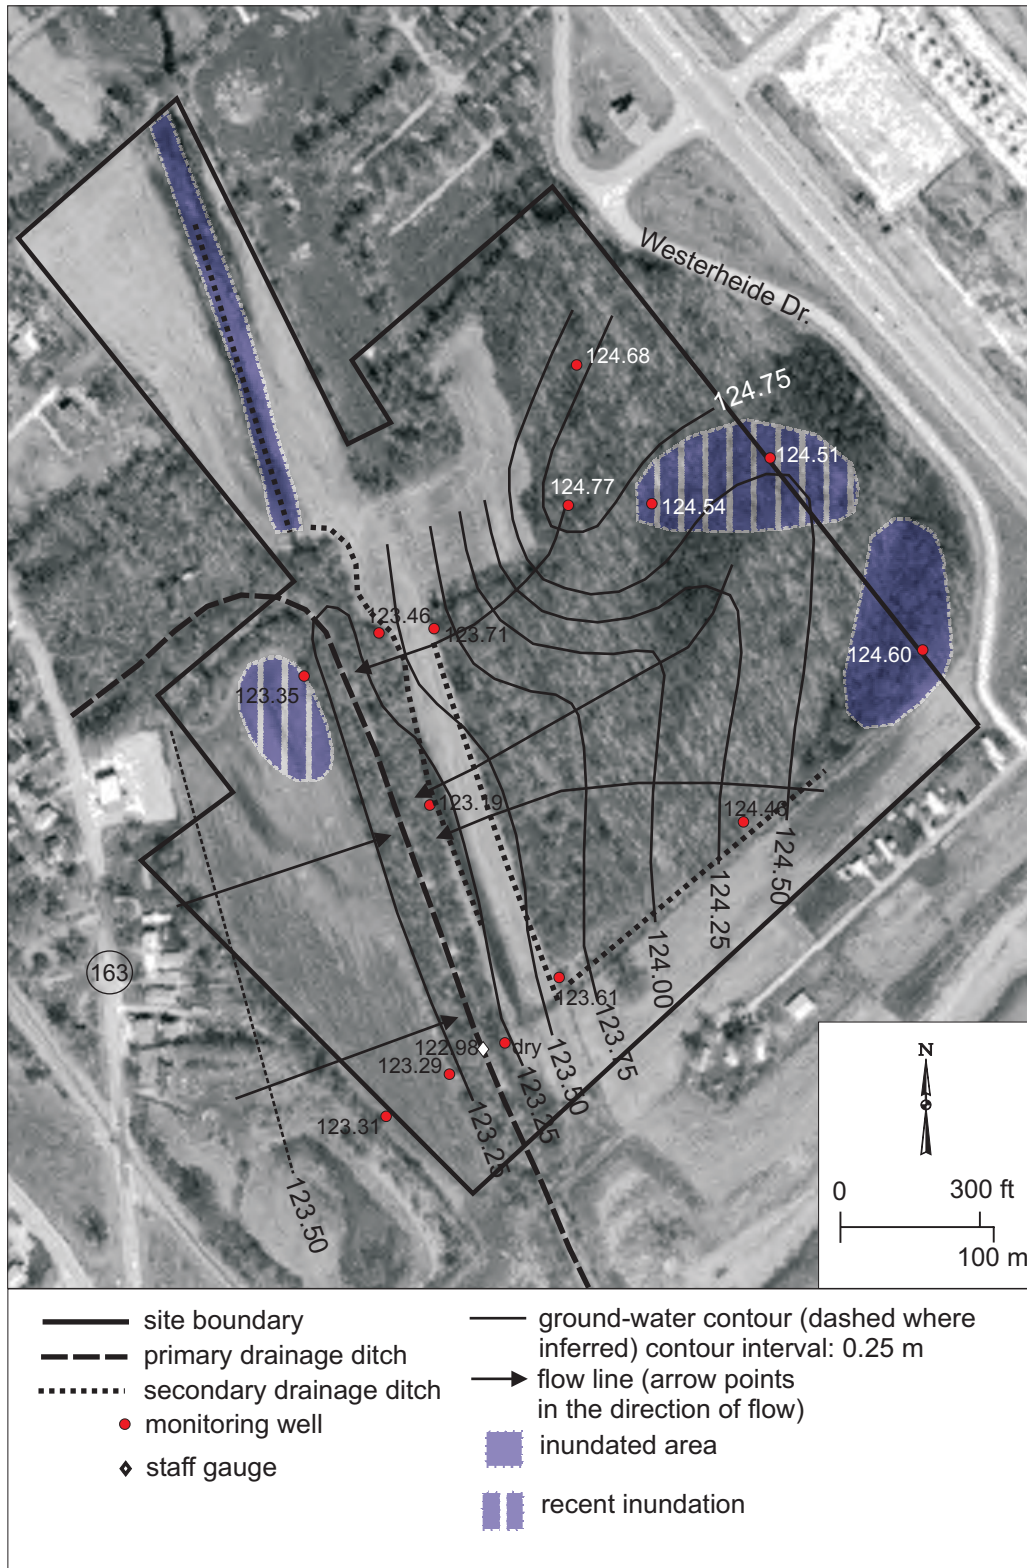 Westerheide Dr.
124.68
124.75
124.51
124.77
124.54
123.46
123.71
124.60
123.35
123.19
124.46
124.50
124.25
124.00
163
123.61
123.75
122.98
dry
123.50
123.29
123.25
123.25
123.31
123.50
N
0
300 ft
100 m
site boundary
primary drainage ditch
secondary drainage ditch
monitoring well
staff gauge
ground-water contour (dashed where
inferred) contour interval: 0.25 m
flow line (arrow points
in the direction of flow)
inundated area
recent inundation